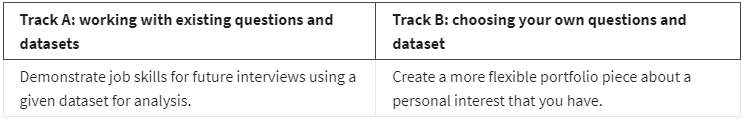 Track A: working with existing questions and
datasets
Track B: choosing your own questions and
dataset
Demonstrate job skills for future interviews using a
given dataset for analysis.
Create a more flexible portfolio piece about a
personal interest that you have.